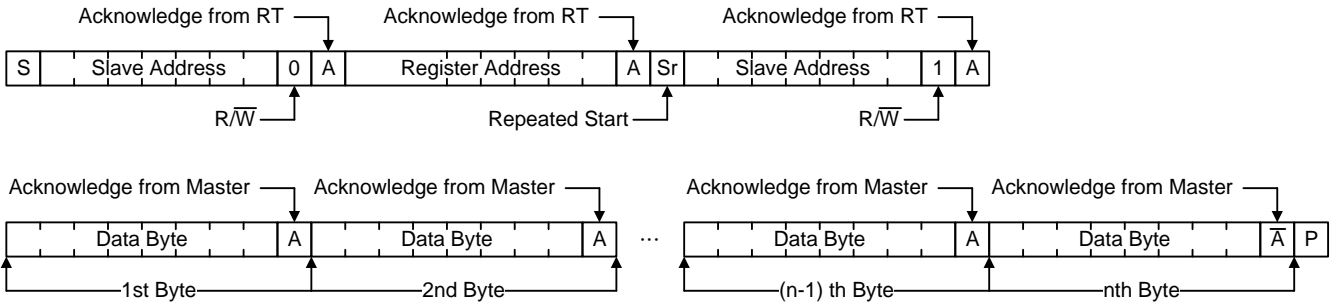 Acknowledge from RT Acknowledge from RT Acknowledge from RT
S Slave Address 0 A Register Address A Sr Slave Address 1 A
R/W̅ Repeated Start R/W̅
Acknowledge from Master Acknowledge from Master Acknowledge from Master Acknowledge from Master
Data Byte A Data Byte A ... Data Byte A Data Byte A̅ P
1st Byte 2nd Byte (n-1) th Byte nth Byte